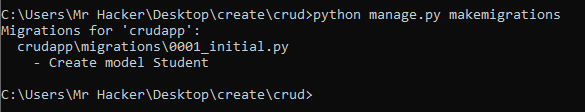 C:\Users\Mr Hacker\Desktop\create\crud>python manage.py makemigrations
Migrations for 'crudapp':
  crudapp\migrations\0001_initial.py
    - Create model Student
C:\Users\Mr Hacker\Desktop\create\crud>